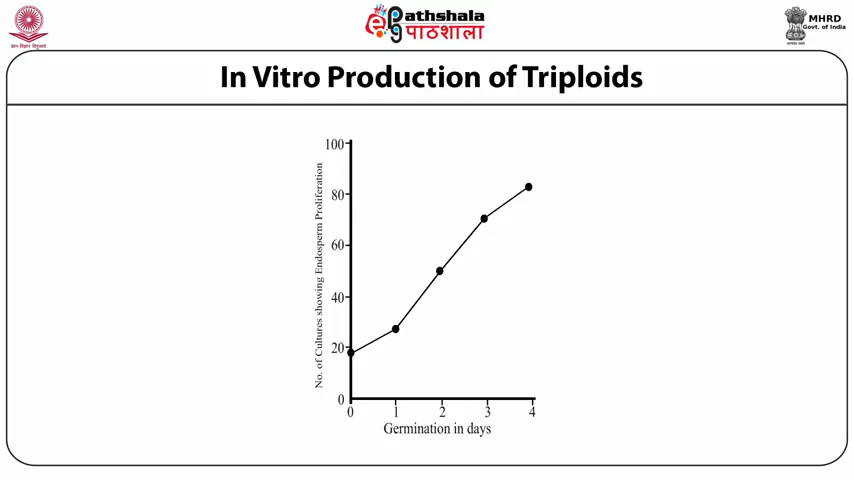 ePathshala
पाठशाला
MHRD
Govt. of India
In Vitro Production of Triploids
No. of Cultures showing Endosperm Proliferation
100
80
60
40
20
0
0 1 2 3 4
Germination in days